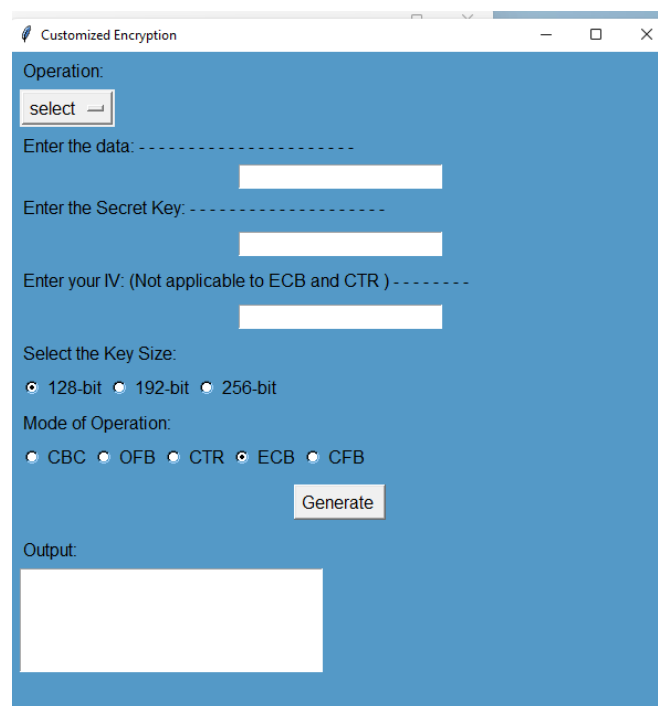 Customized Encryption
Operation:
select
Enter the data: - - - - - - - - - - - - - - - - - - - - - -
Enter the Secret Key: - - - - - - - - - - - - - - - - - - - -
Enter your IV: (Not applicable to ECB and CTR ) - - - - - - - -
Select the Key Size:
128-bit 192-bit 256-bit
Mode of Operation:
CBC OFB CTR ECB CFB
Generate
Output: